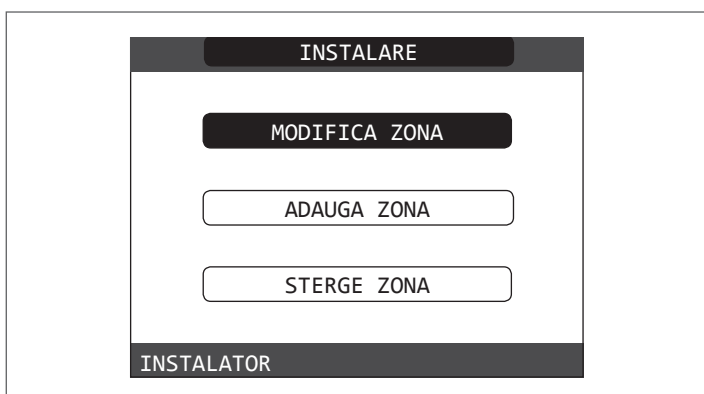 INSTALARE
MODIFICA ZONA
ADAUGA ZONA
STERGE ZONA
INSTALATOR